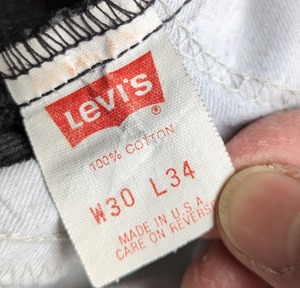 Levi's ®
100% COTTON
W30 L34
MADE IN U.S.A.
CARE ON REVERSE